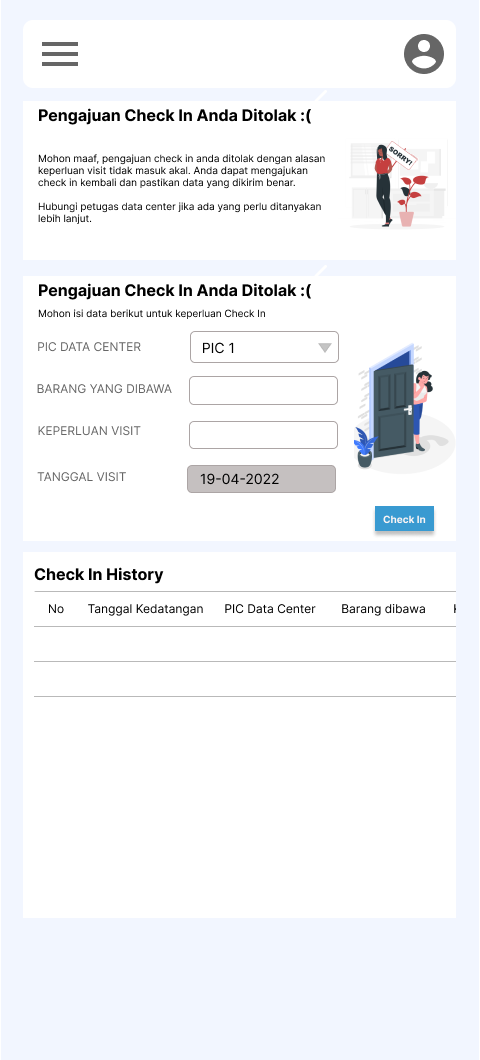 Pengajuan Check In Anda Ditolak :(
Mohon maaf, pengajuan check in anda ditolak dengan alasan
keperluan visit tidak masuk akal. Anda dapat mengajukan
check in kembali dan pastikan data yang dikirim benar.
Hubungi petugas data center jika ada yang perlu ditanyakan
lebih lanjut.
SORRY!
Pengajuan Check In Anda Ditolak :(
Mohon isi data berikut untuk keperluan Check In
PIC DATA CENTER
PIC 1
BARANG YANG DIBAWA
KEPERLUAN VISIT
TANGGAL VISIT
19-04-2022
Check In
Check In History
No Tanggal Kedatangan PIC Data Center Barang dibawa